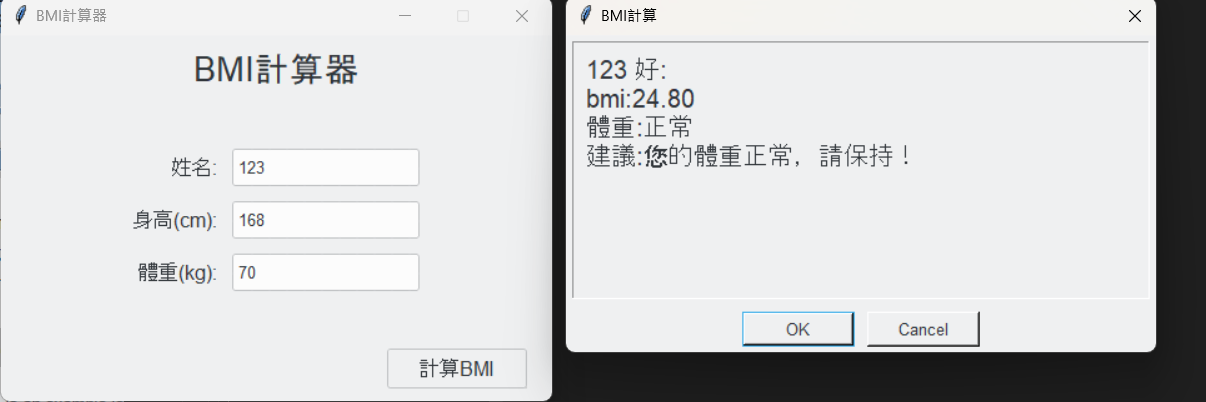 BMI計算器
BMI計算器
姓名: 123
身高(cm): 168
體重(kg): 70
計算BMI
BMI計算
123 好:
bmi:24.80
體重:正常
建議:您的體重正常，請保持！
OK Cancel